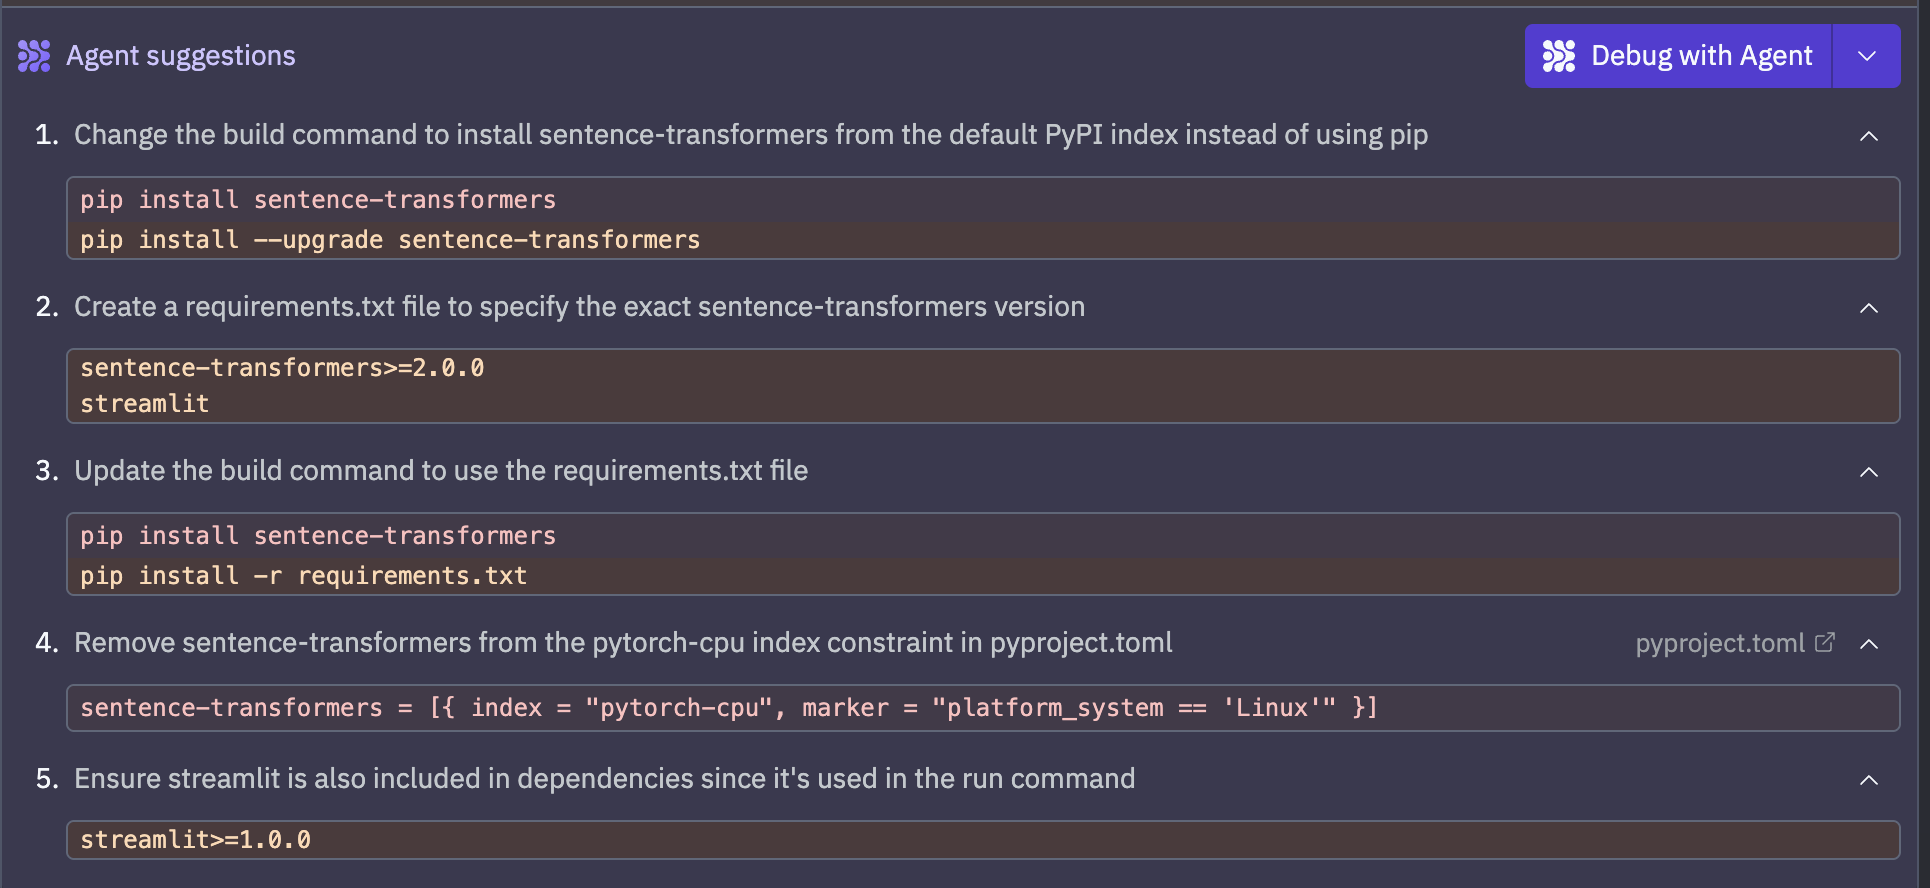 Agent suggestions
Debug with Agent
1. Change the build command to install sentence-transformers from the default PyPI index instead of using pip
pip install sentence-transformers
pip install --upgrade sentence-transformers
2. Create a requirements.txt file to specify the exact sentence-transformers version
sentence-transformers>=2.0.0
streamlit
3. Update the build command to use the requirements.txt file
pip install sentence-transformers
pip install -r requirements.txt
4. Remove sentence-transformers from the pytorch-cpu index constraint in pyproject.toml
pyproject.toml
sentence-transformers = [{ index = "pytorch-cpu", marker = "platform_system == 'Linux'" }]
5. Ensure streamlit is also included in dependencies since it's used in the run command
streamlit>=1.0.0